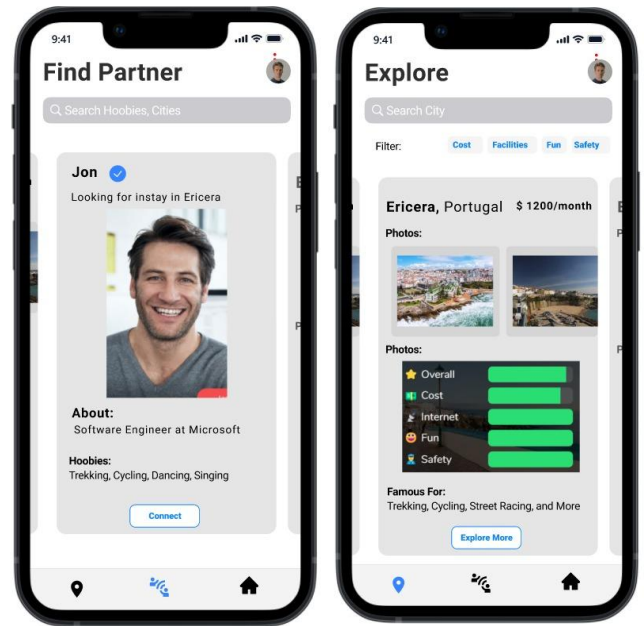 9:41
Find Partner
Search Hoobies, Cities
Jon
Looking for instay in Ericera
About:
Software Engineer at Microsoft
Hoobies:
Trekking, Cycling, Dancing, Singing
Connect
9:41
Explore
Search City
Filter:
Cost
Facilities
Fun
Safety
Ericera, Portugal
$ 1200/month
Photos:
Photos:
Overall
Cost
Internet
Fun
Safety
Famous For:
Trekking, Cycling, Street Racing, and More
Explore More